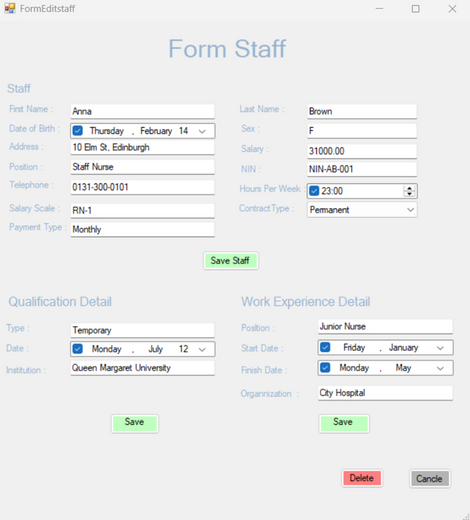 FormEditstaff
Form Staff
Staff
First Name : Anna Last Name : Brown
Date of Birth : Thursday , February 14 Sex : F
Address : 10 Elm St, Edinburgh Salary : 31000.00
Position : Staff Nurse NIN : NIN-AB-001
Telephone : 0131-300-0101 Hours Per Week : 23:00
Salary Scale : RN-1 ContractType : Permanent
Payment Type : Monthly
Save Staff
Qualification Detail Work Experience Detail
Type : Temporary Position : Junior Nurse
Date : Monday , July 12 Start Date : Friday , January
Institution : Queen Margaret University Finish Date : Monday , May
Organnization : City Hospital
Save Save
Delete Cancle